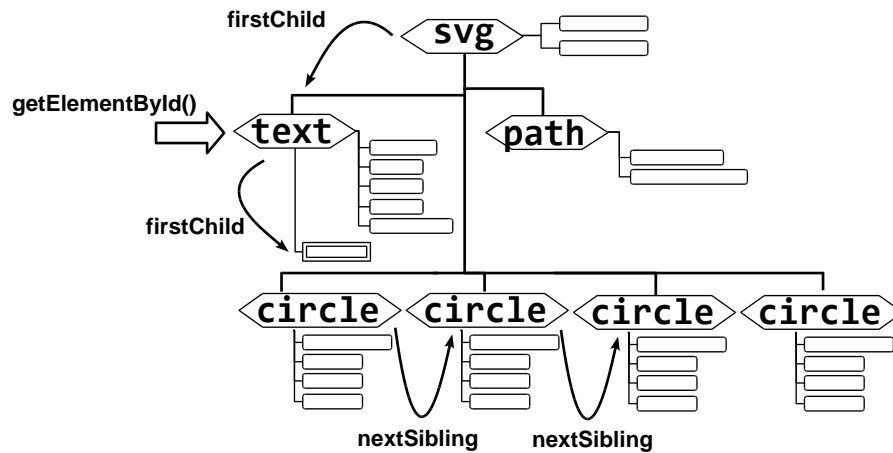 firstChild
svg
getElementById()
text
path
firstChild
circle
circle
circle
circle
nextSibling
nextSibling